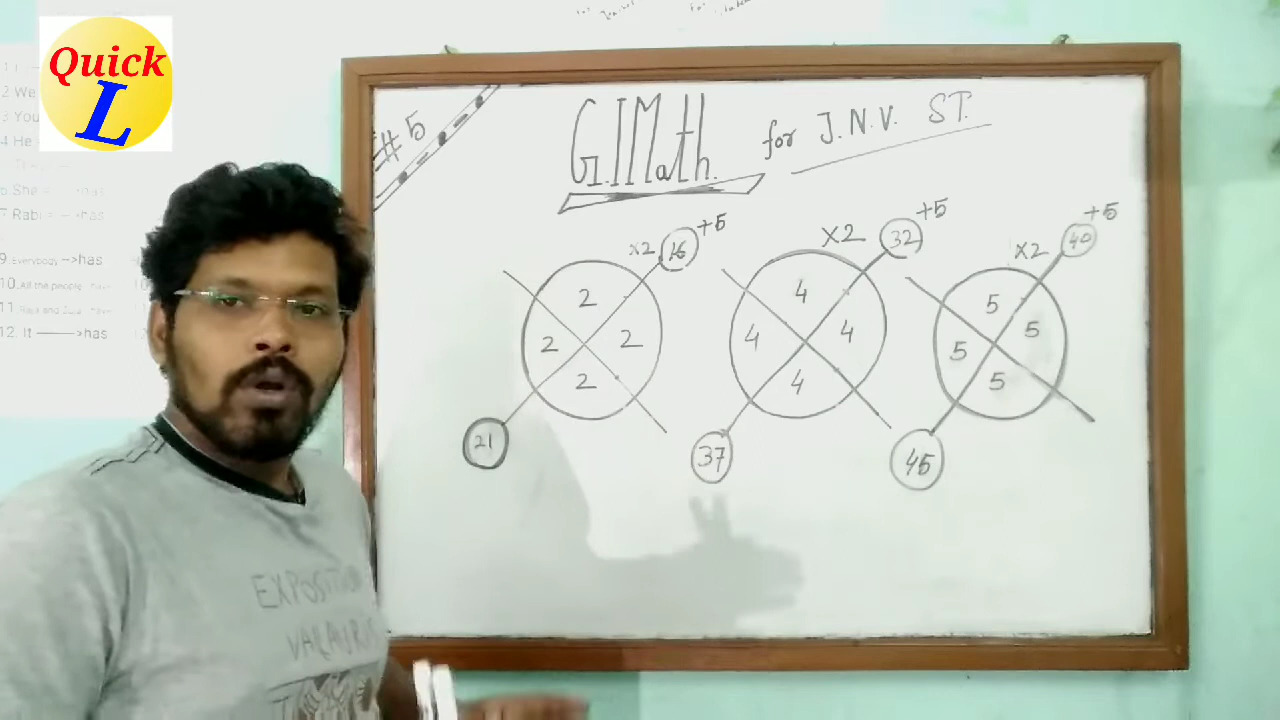 Quick
L
#5
G.I.Math. for J.N.V. ST.
×2 16 +5
2
2 2
2
21
×2 32 +5
4
4 4
4
37
×2 40 +5
5
5 5
5
45
EXPOSITION
VALAURIS
9.Everybody —>has
10.All the people
12. It ——>has